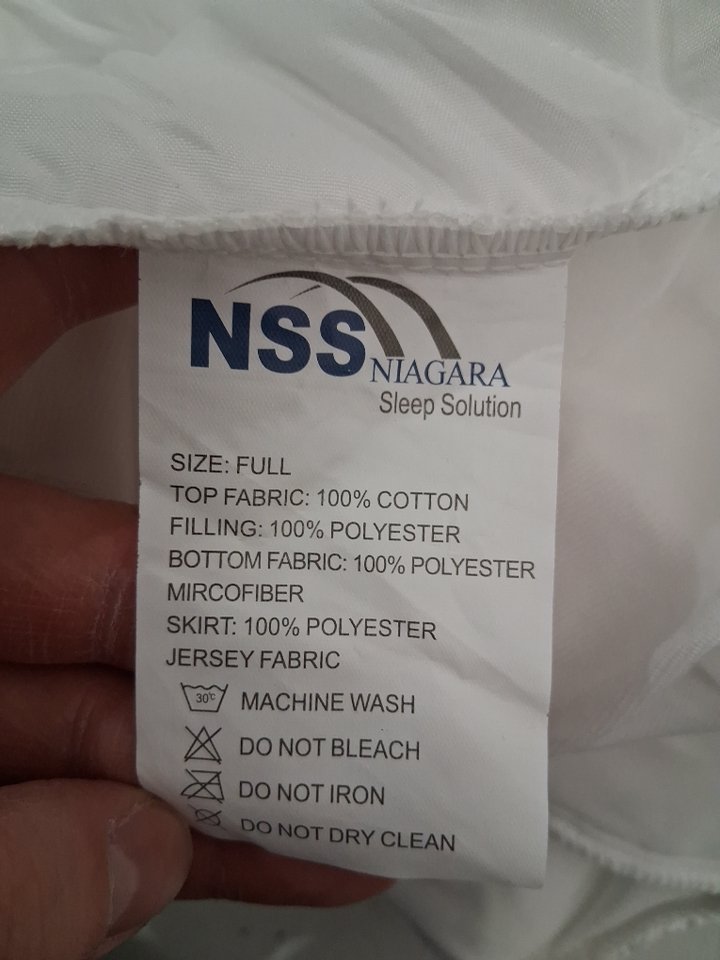 NSS
NIAGARA
Sleep Solution
SIZE: FULL
TOP FABRIC: 100% COTTON
FILLING: 100% POLYESTER
BOTTOM FABRIC: 100% POLYESTER
MIRCOFIBER
SKIRT: 100% POLYESTER
JERSEY FABRIC
30℃ MACHINE WASH
DO NOT BLEACH
DO NOT IRON
DO NOT DRY CLEAN